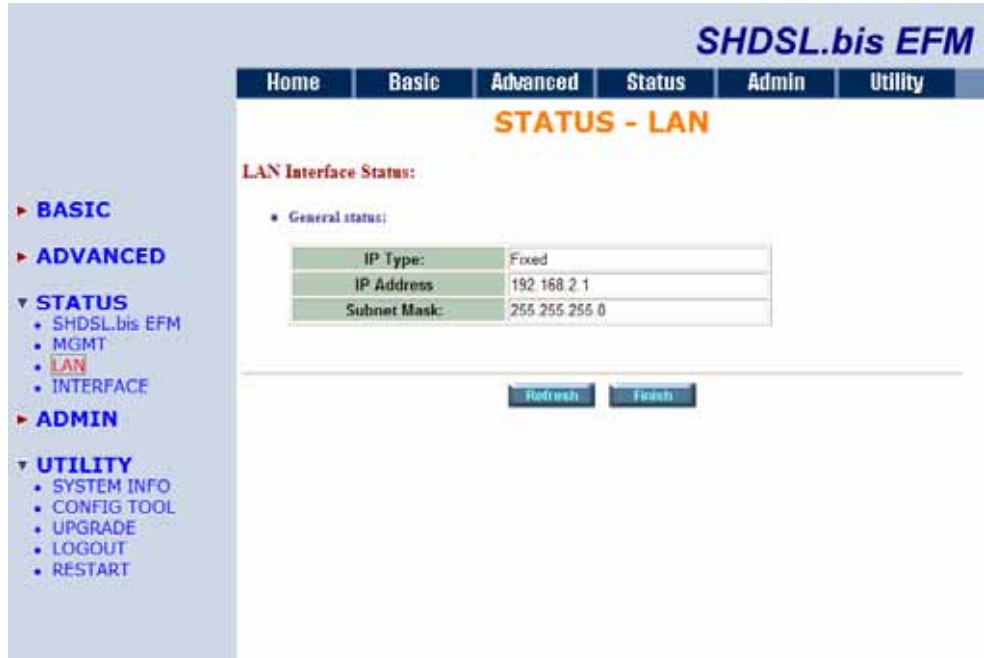 SHDSL.bis EFM
Home Basic Advanced Status Admin Utility
STATUS - LAN
LAN Interface Status:
General status:
IP Type: Fixed
IP Address 192.168.2.1
Subnet Mask: 255.255.255.0
Refresh Finish
BASIC
ADVANCED
STATUS
SHDSL.bis EFM
MGMT
LAN
INTERFACE
ADMIN
UTILITY
SYSTEM INFO
CONFIG TOOL
UPGRADE
LOGOUT
RESTART